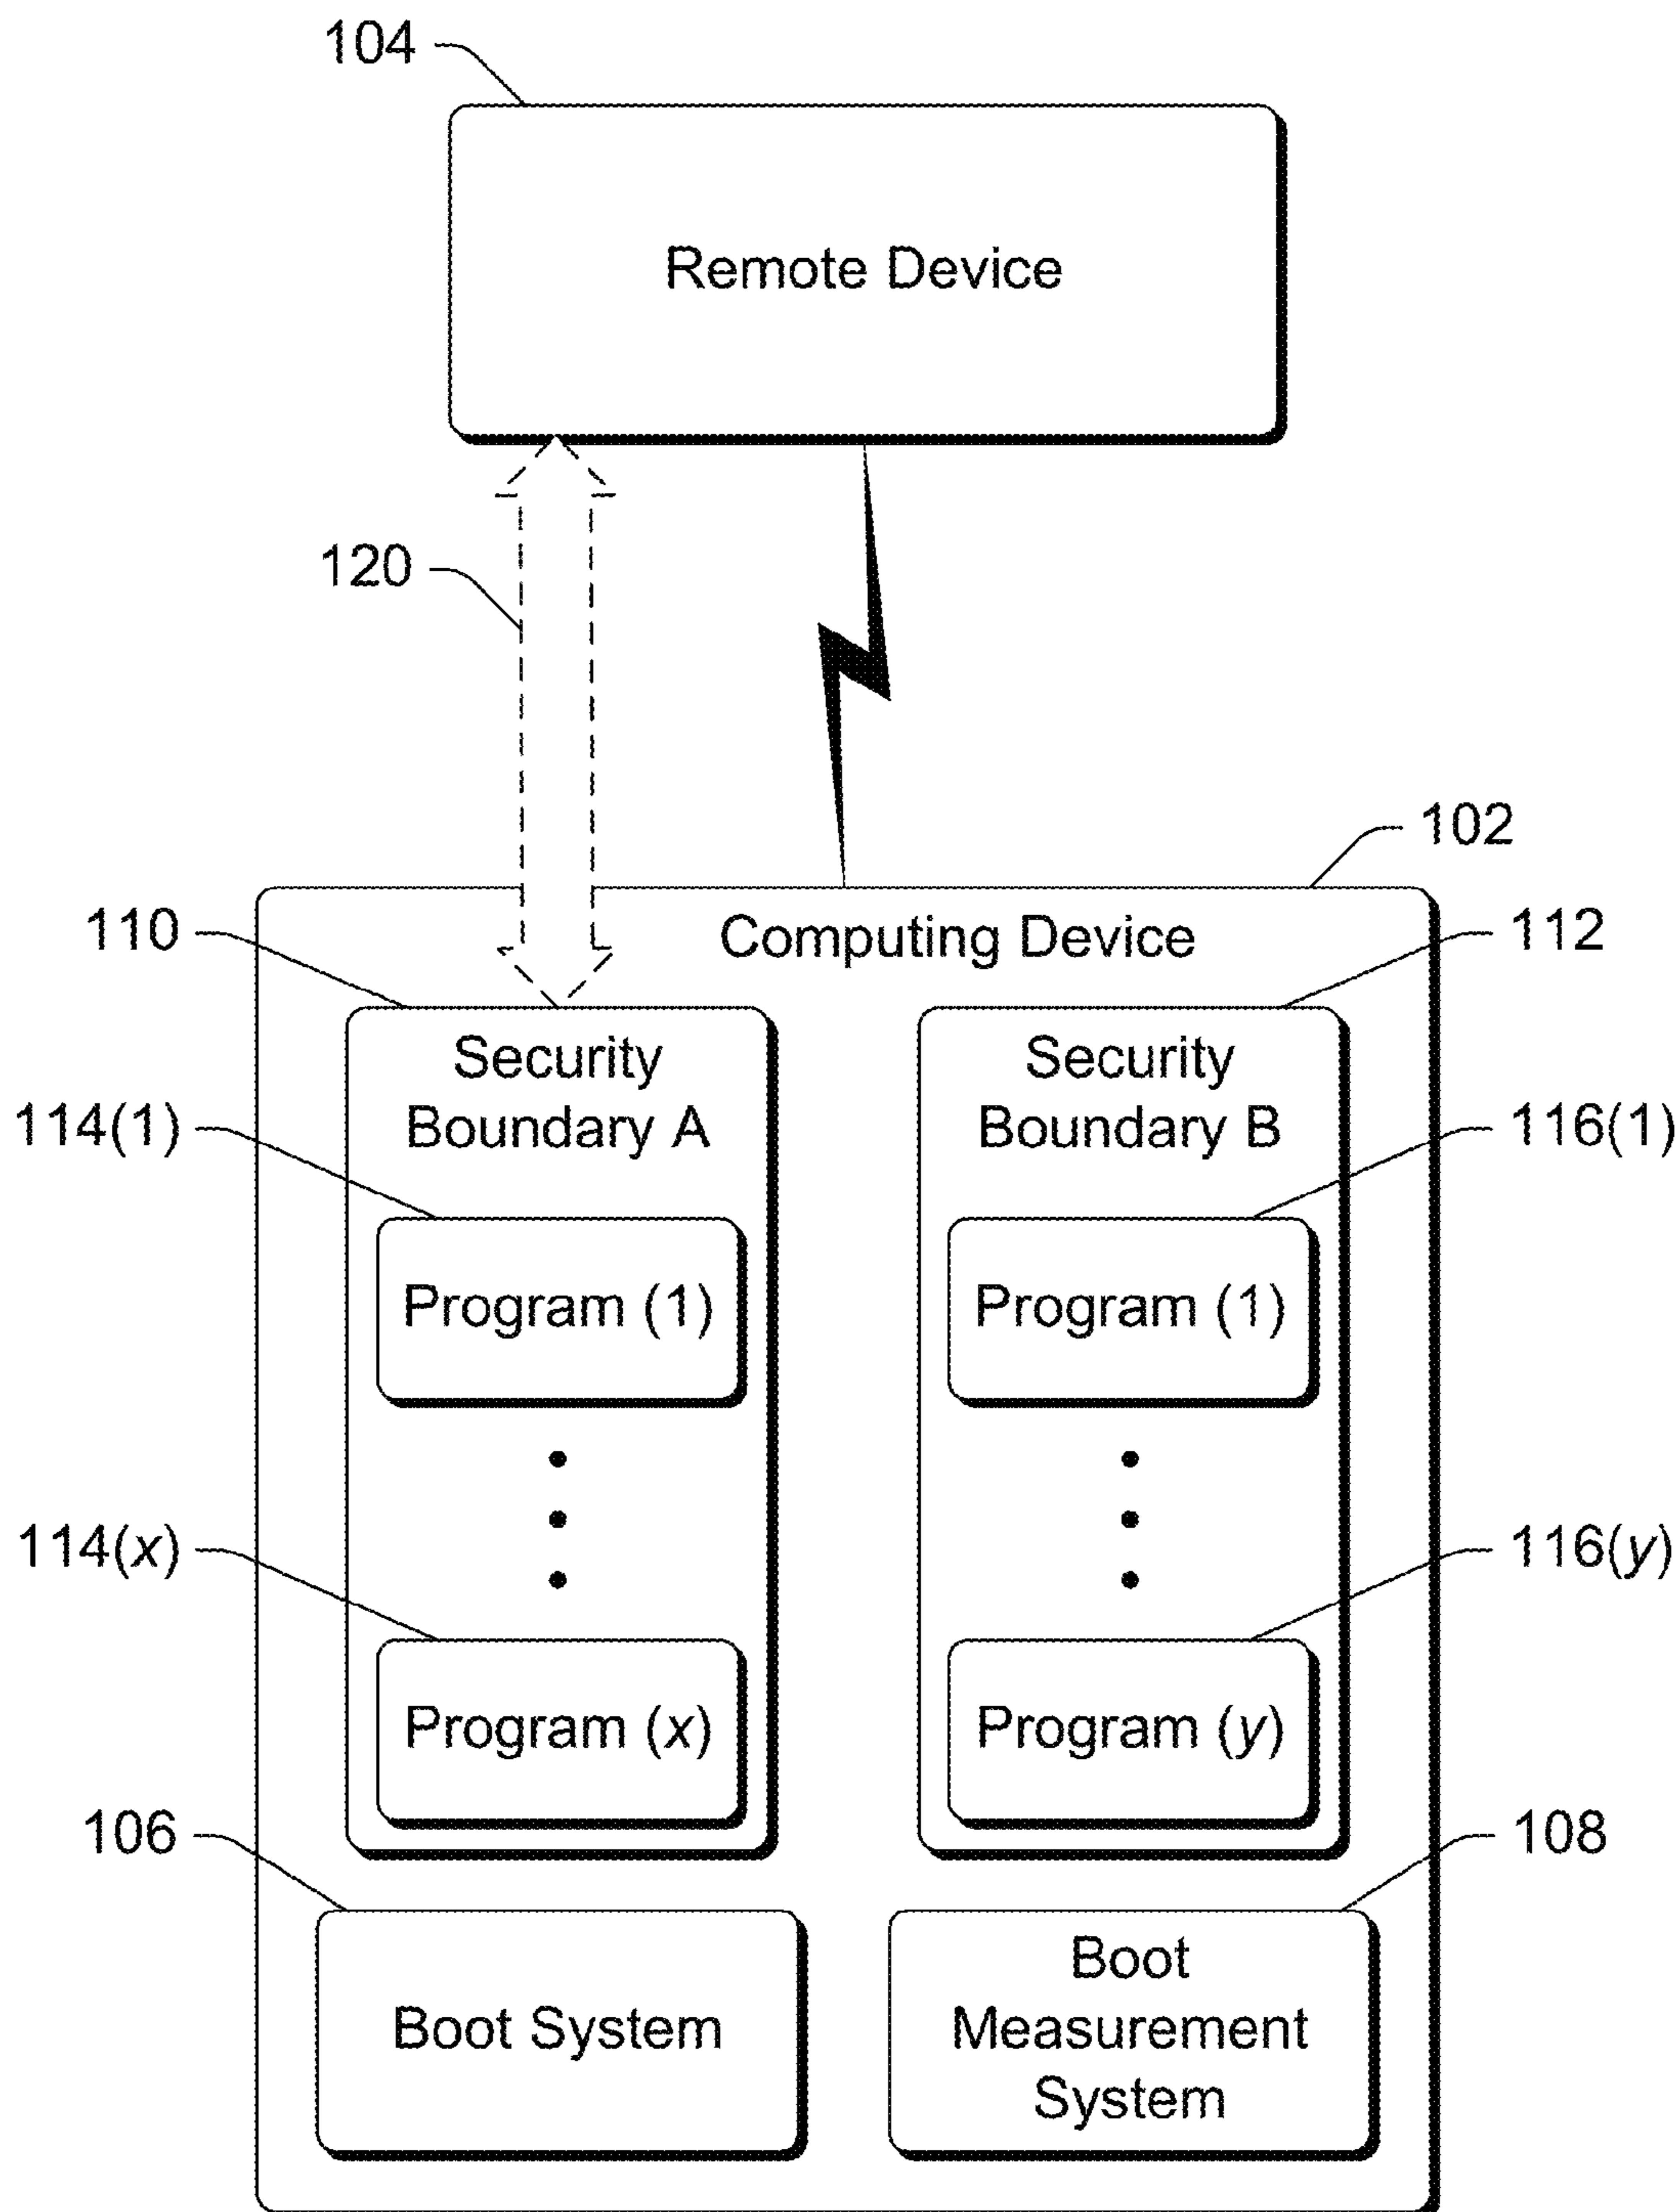 104
Remote Device
120
102
Computing Device
110
112
Security
Boundary A
Security
Boundary B
114(1)
116(1)
Program (1)
Program (1)
114(x)
116(y)
Program (x)
Program (y)
106
108
Boot System
Boot
Measurement
System